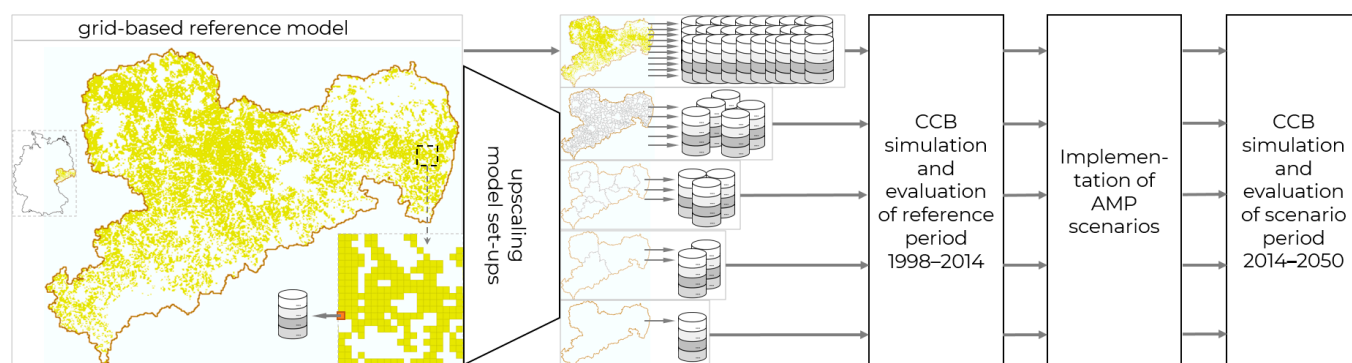 grid-based reference model
upscaling
model set-ups
CCB
simulation
and
evaluation
of reference
period
1998–2014
Implemen-
tation of
AMP
scenarios
CCB
simulation
and
evaluation
of scenario
period
2014–2050